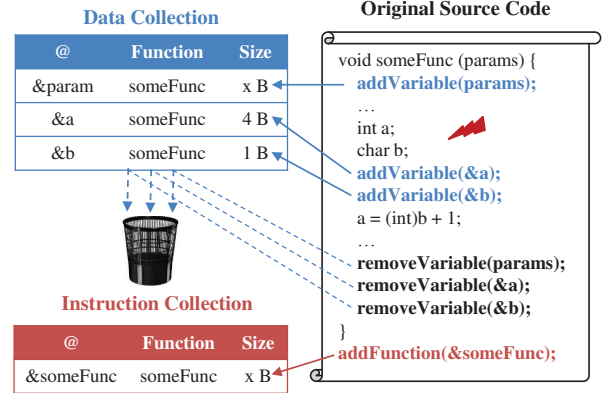 Data Collection
@ Function Size
&param someFunc x B
&a someFunc 4 B
&b someFunc 1 B
Instruction Collection
@ Function Size
&someFunc someFunc x B
Original Source Code
void someFunc (params) {
addVariable(params);
...
int a;
char b;
addVariable(&a);
addVariable(&b);
a = (int)b + 1;
...
removeVariable(params);
removeVariable(&a);
removeVariable(&b);
}
addFunction(&someFunc);